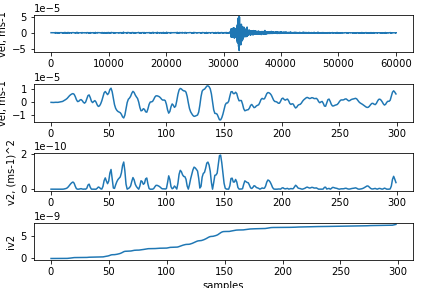 1e−5
5
0
−5
vel, ms-1
0 10000 20000 30000 40000 50000 60000
1e−5
1
0
−1
vel, ms-1
0 50 100 150 200 250 300
1e−10
2
0
v2, (ms-1)^2
0 50 100 150 200 250 300
1e−9
5
0
iv2
0 50 100 150 200 250 300
samples